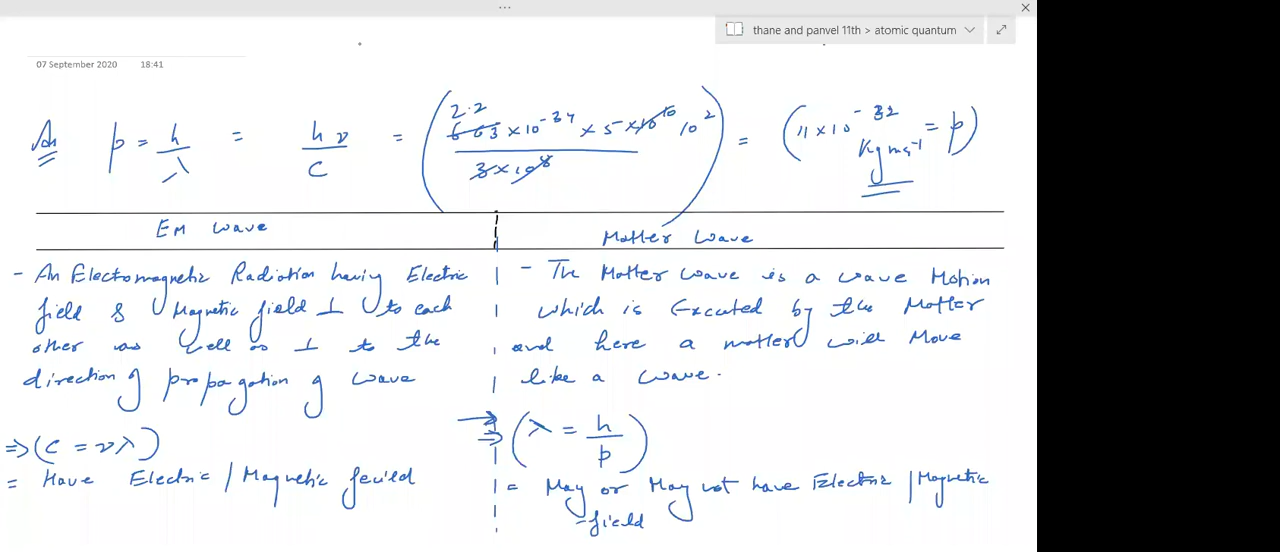 thane and panvel 11th > atomic quantum
07 September 2020 18:41
Ans p = h/λ = hν/c = (2.2 6.63 × 10^-34 × 5 × 10^10 10^2 / 3 × 10^8) = (11 × 10^-32 kg ms^-1 = p)
EM wave
Matter wave
- An Electromagnetic Radiation having Electric
field & Magnetic field ⊥ to each
other as well as ⊥ to the
direction of propagation of wave
⇒ (c = νλ)
= Have Electric / Magnetic feild
- The Matter wave is a wave Motion
which is Excuted by the Matter
and here a matter will Move
like a wave.
⇒ (λ = h/p)
= May or May not have Electric / Magnetic
field